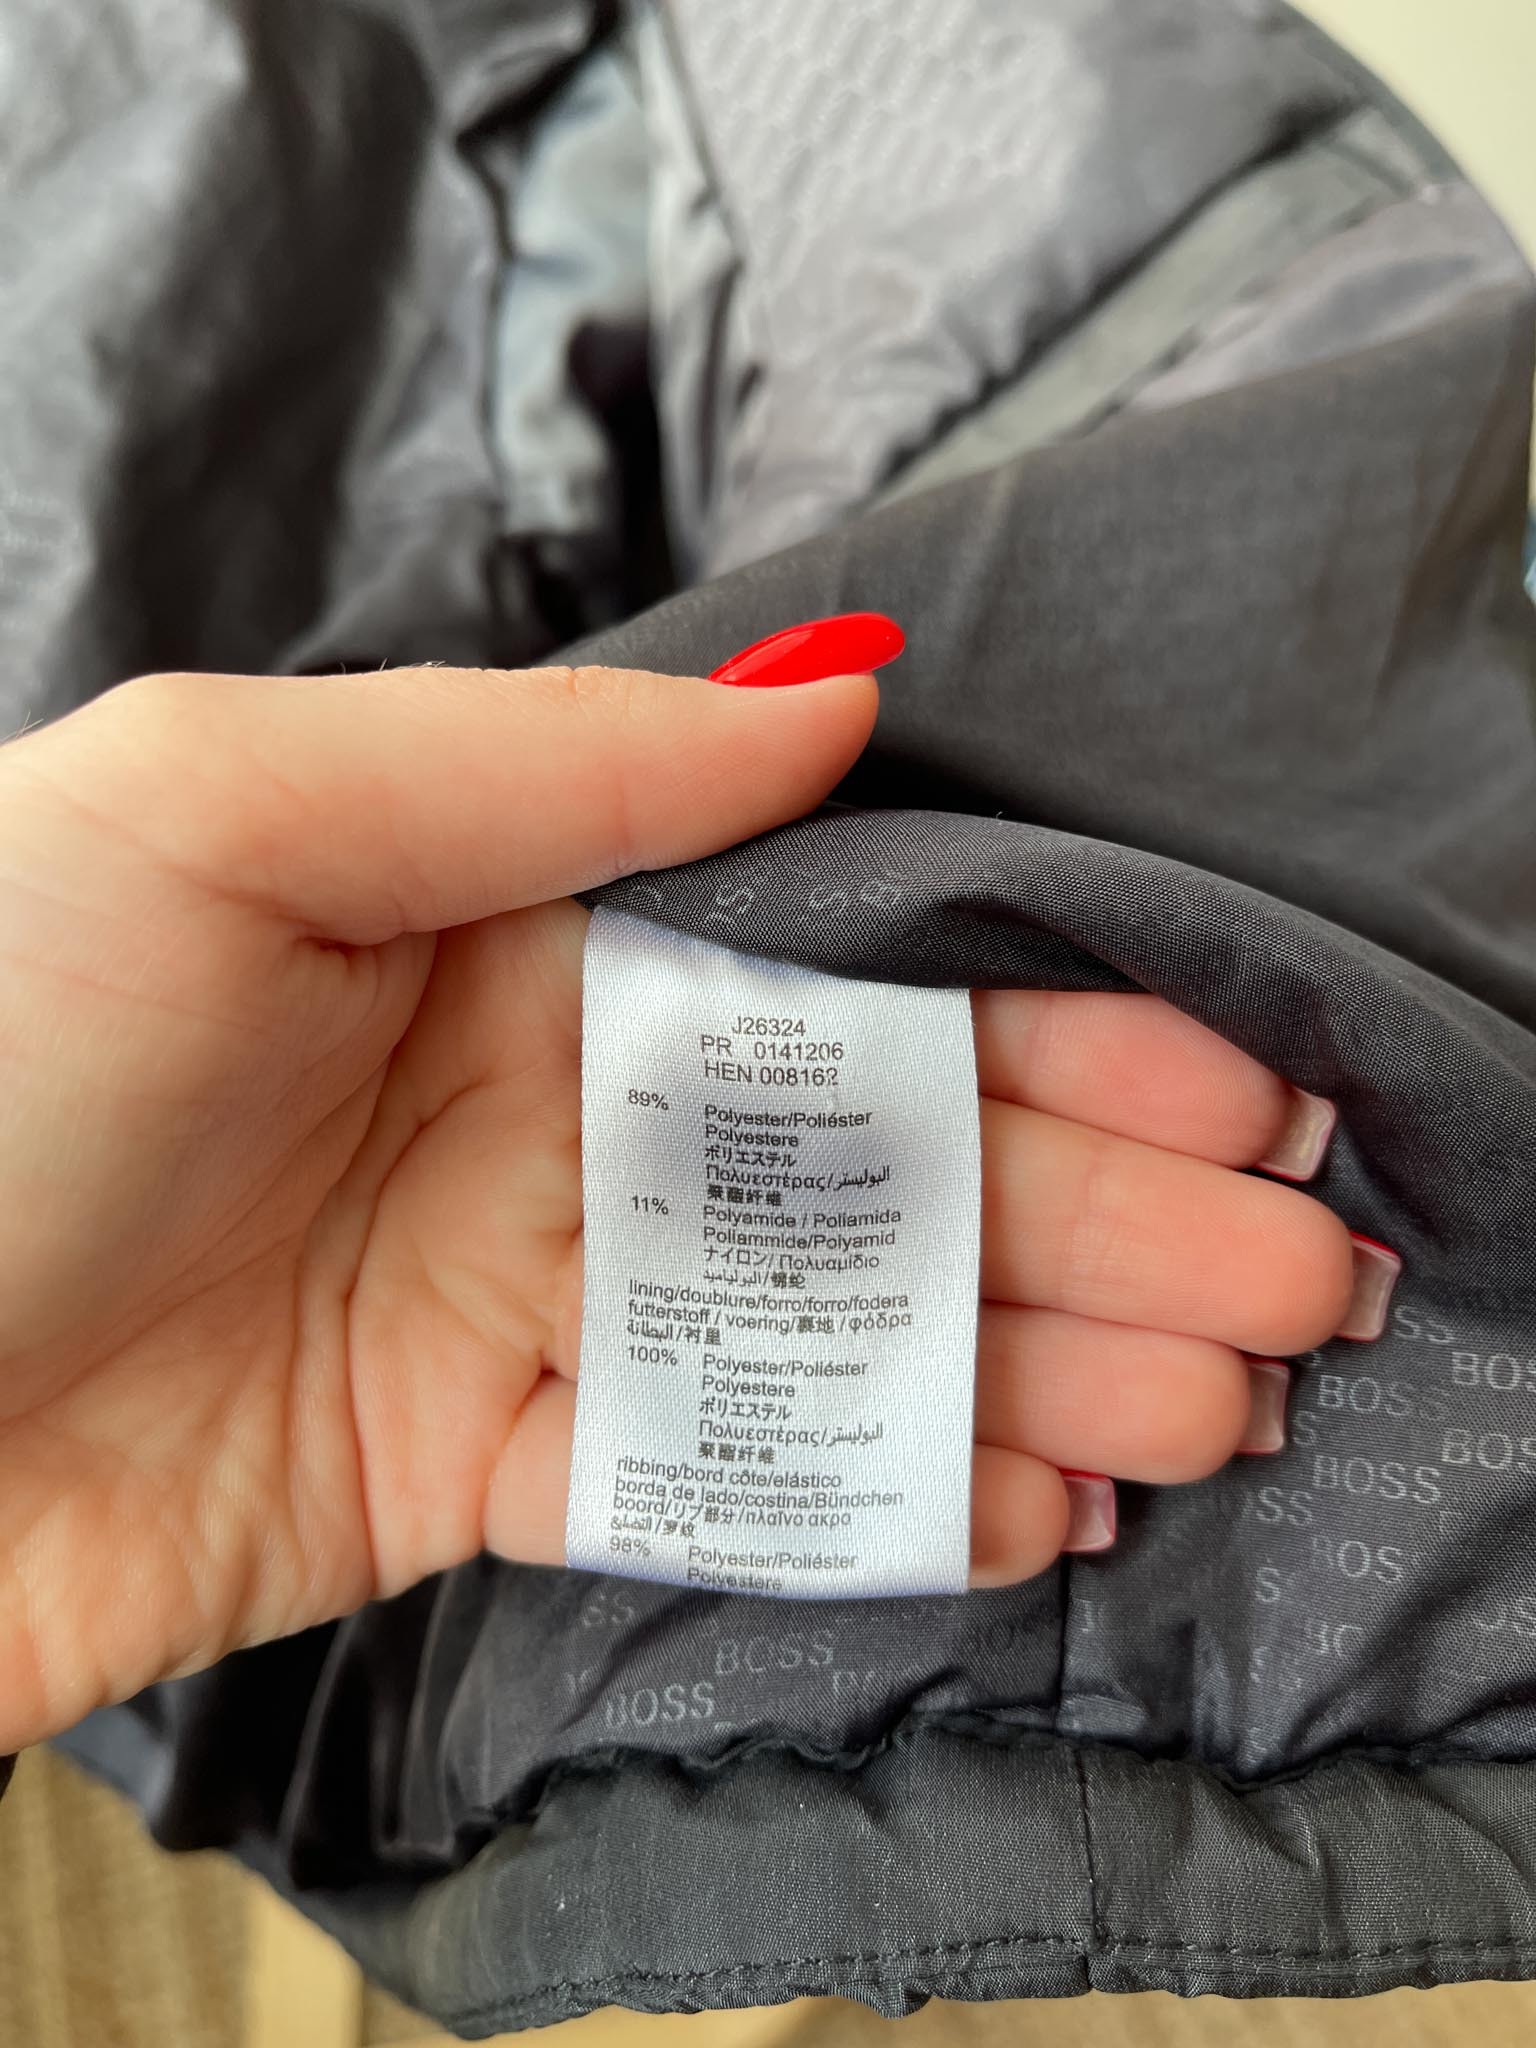 J26324
PR 0141206
HEN 008162
89% Polyester/Poliéster
Polyestere
ポリエステル
Πολυεστέρας/البوليستر
聚酯纤维
11% Polyamide / Poliamida
Poliammide/Polyamid
ナイロン/ Πολυαμίδιο
البولياميد/锦纶
lining/doublure/forro/forro/fodera
futterstoff / voering/裏地 / φόδρα
البطانة/衬里
100% Polyester/Poliéster
Polyestere
ポリエステル
Πολυεστέρας/البوليستر
聚酯纤维
ribbing/bord côte/elástico
borda de lado/costina/Bündchen
boord/リブ部分/πλαϊνο ακρο
التضليع/罗纹
98% Polyester/Poliéster
Polyestere
BOSS
BOSS
BOSS
BOSS
BOSS